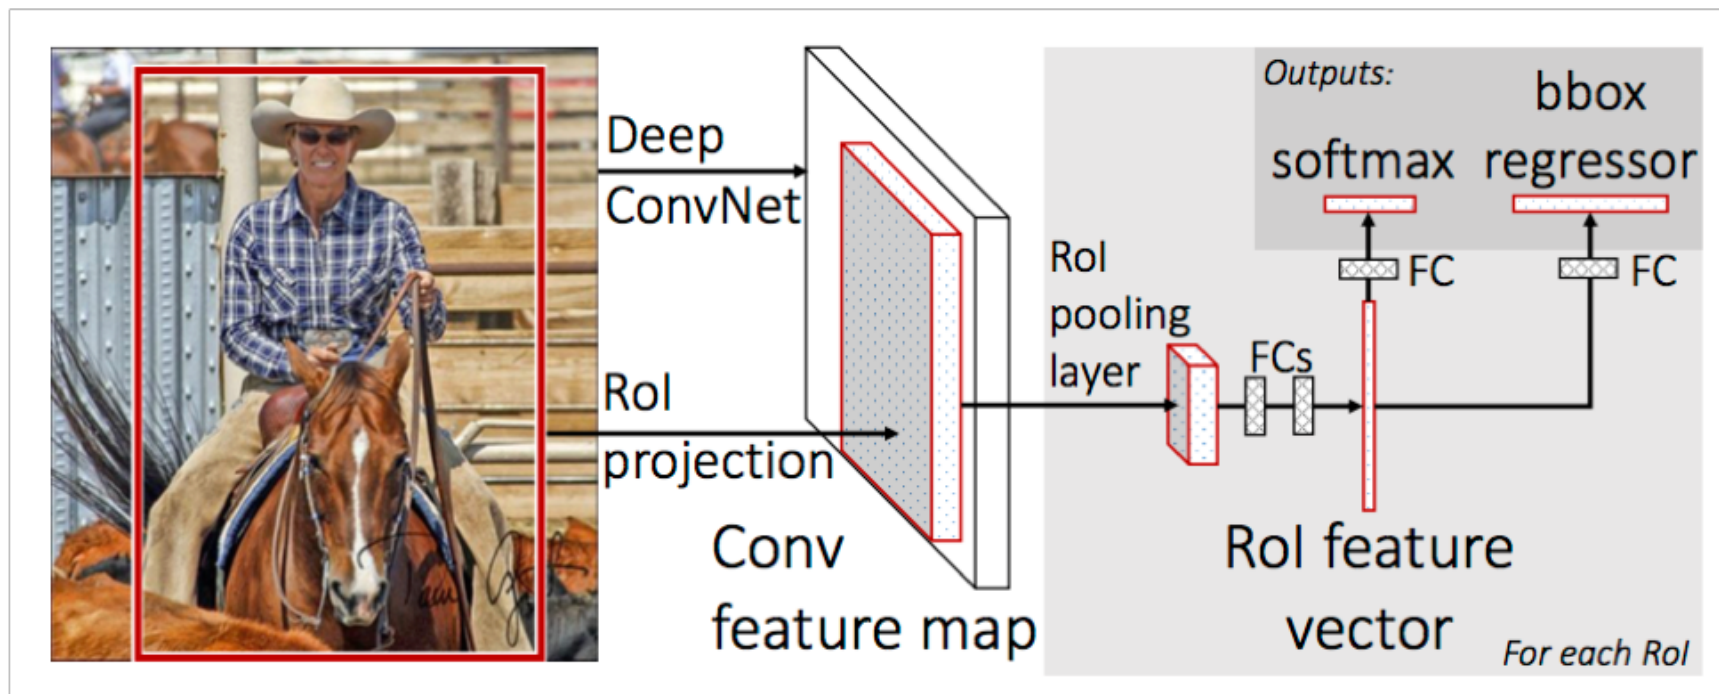 Deep
ConvNet
RoI
projection
Conv
feature map
RoI
pooling
layer
FCs
Outputs:
softmax
bbox
regressor
FC
FC
RoI feature
vector
For each RoI